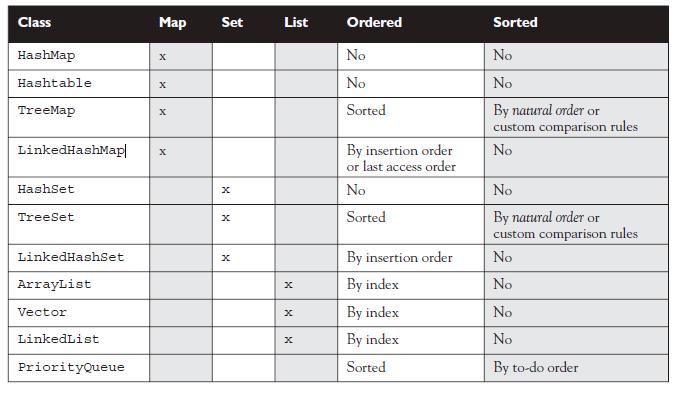 Class Map Set List Ordered Sorted
HashMap x No No
Hashtable x No No
TreeMap x Sorted By natural order or
custom comparison rules
LinkedHashMap x By insertion order No
or last access order
HashSet x No No
TreeSet x Sorted By natural order or
custom comparison rules
LinkedHashSet x By insertion order No
ArrayList x By index No
Vector x By index No
LinkedList x By index No
PriorityQueue Sorted By to-do order